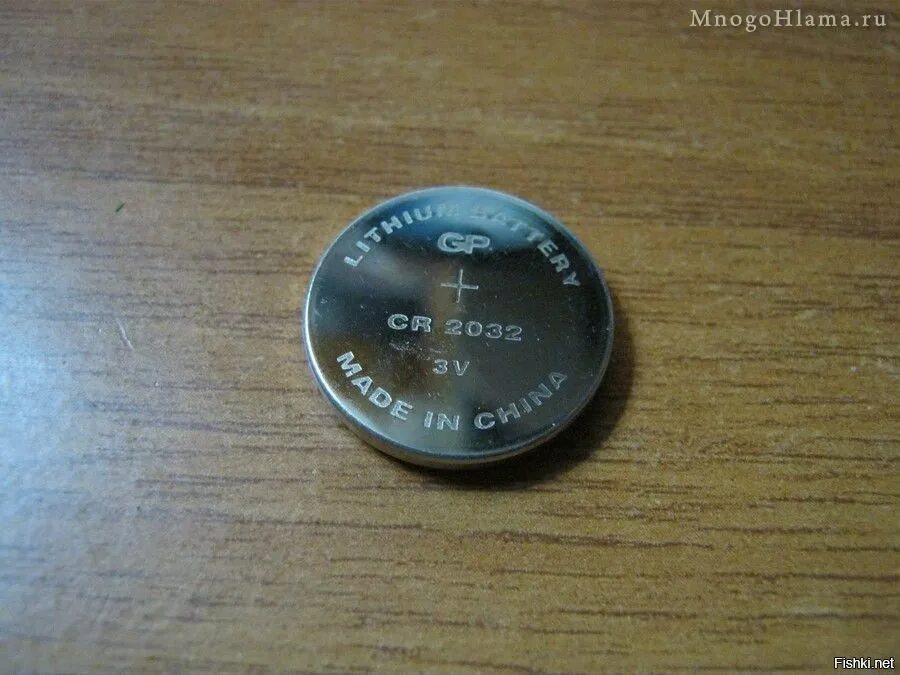 MnogoHlama.ru
LITHIUM BATTERY
GP
+
CR 2032
3V
MADE IN CHINA
Fishki.net